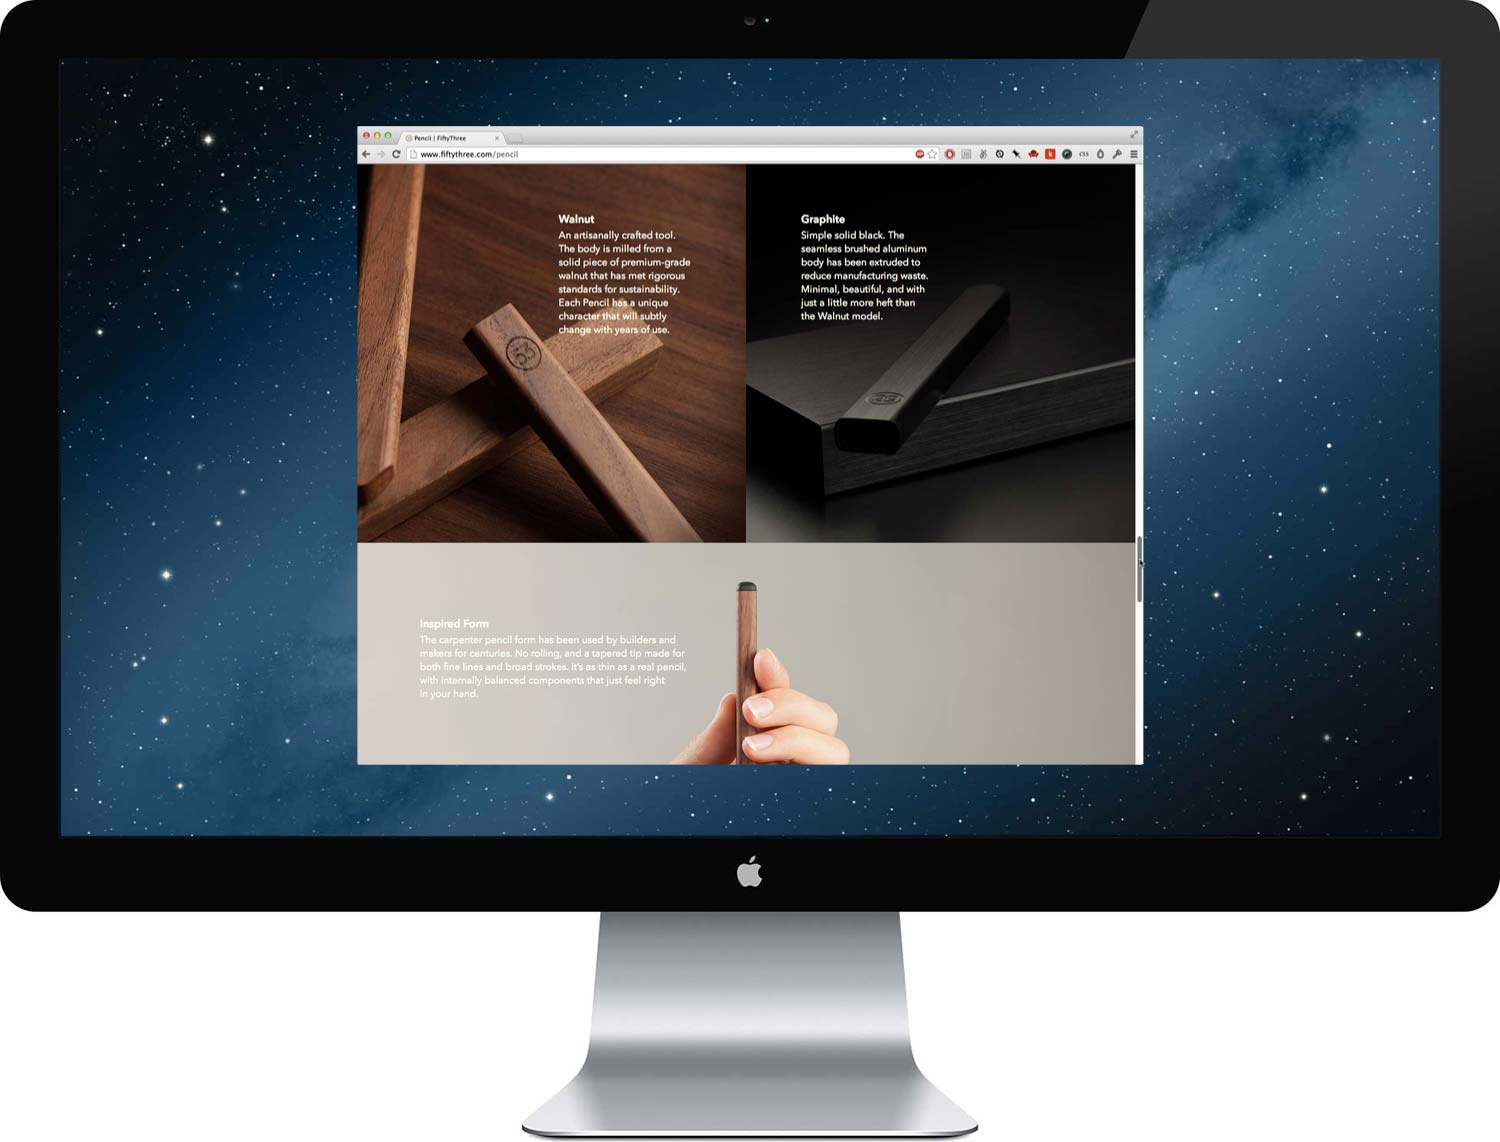 Pencil | FiftyThree
www.fiftythree.com/pencil
CSS
Walnut
An artisanally crafted tool.
The body is milled from a
solid piece of premium-grade
walnut that has met rigorous
standards for sustainability.
Each Pencil has a unique
character that will subtly
change with years of use.
53
Graphite
Simple solid black. The
seamless brushed aluminum
body has been extruded to
reduce manufacturing waste.
Minimal, beautiful, and with
just a little more heft than
the Walnut model.
53
Inspired Form
The carpenter pencil form has been used by builders and
makers for centuries. No rolling, and a tapered tip made for
both fine lines and broad strokes. It's as thin as a real pencil,
with internally balanced components that just feel right
in your hand.